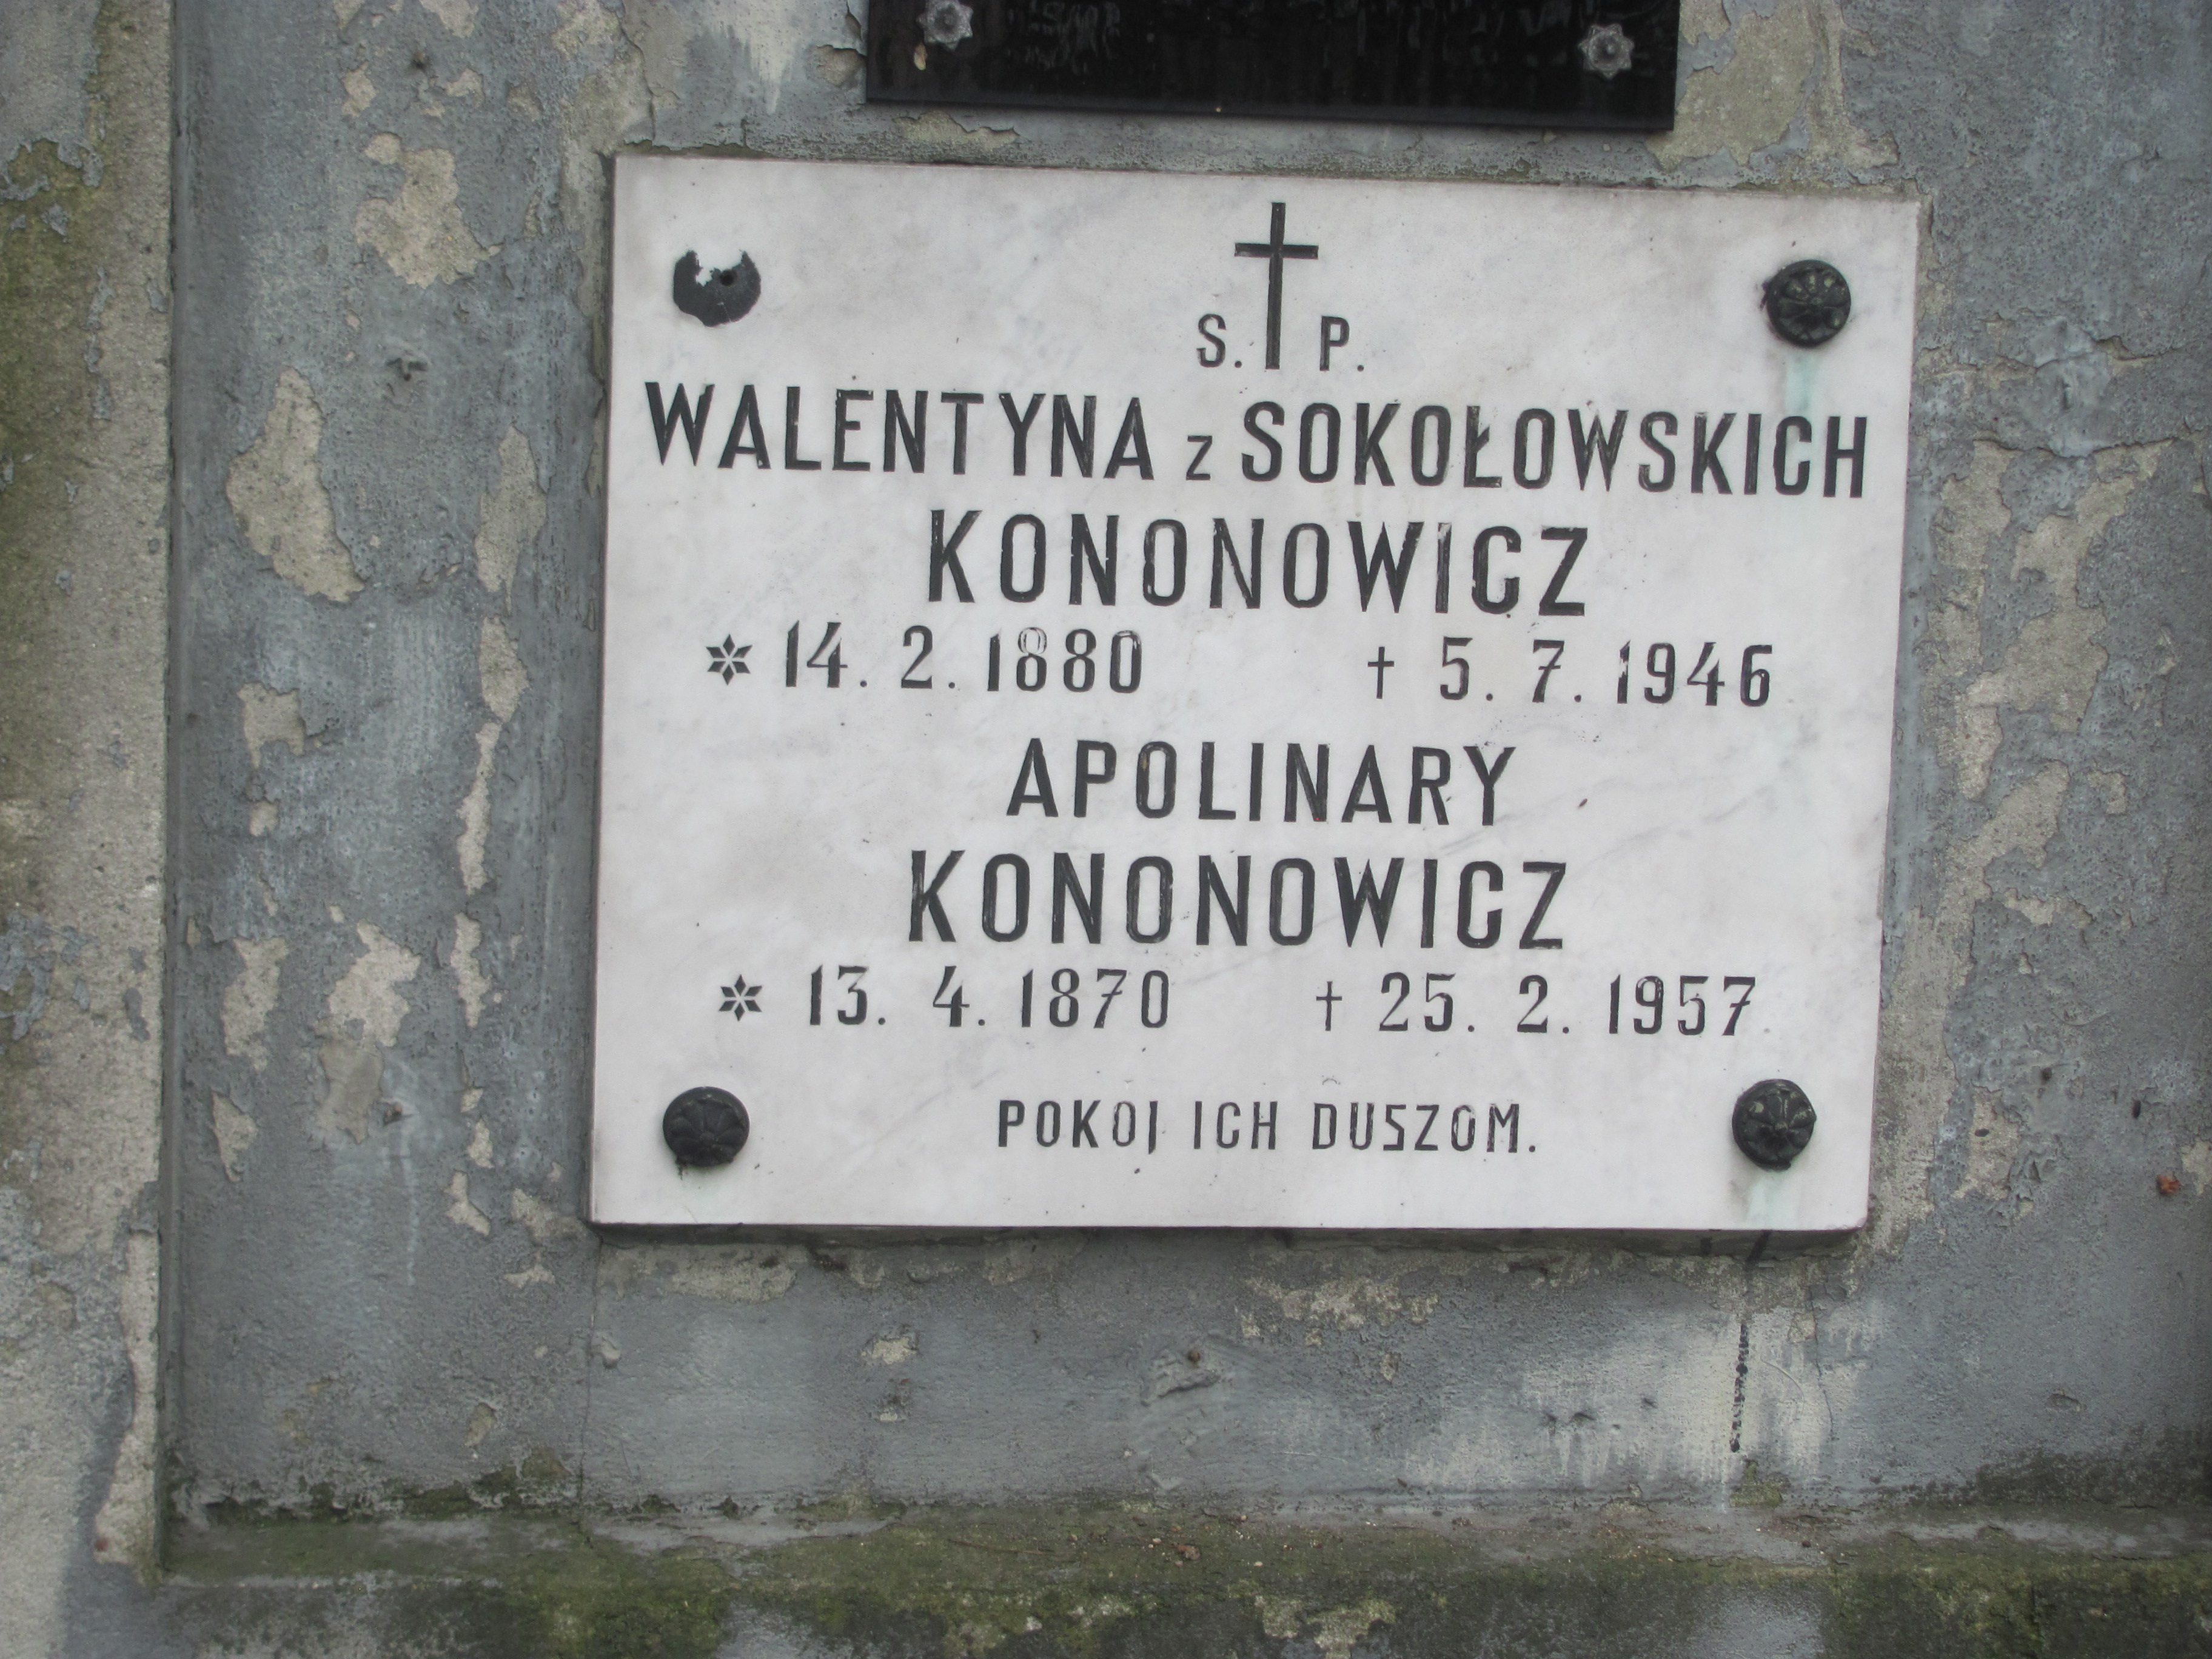 S. P.
WALENTYNA z SOKOŁOWSKICH
KONONOWICZ
14. 2. 1880 † 5. 7. 1946
APOLINARY
KONONOWICZ
13. 4. 1870 † 25. 2. 1957
POKOJ ICH DUSZOM.